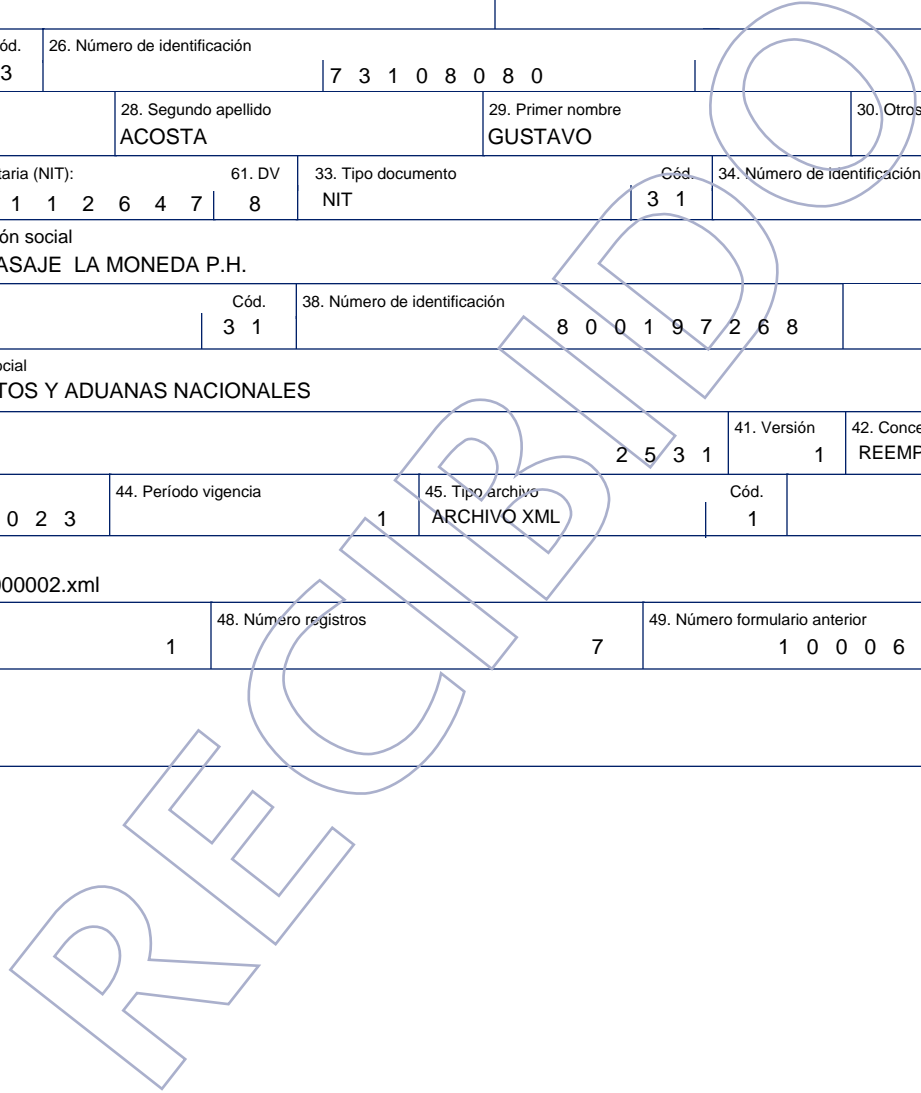 ód. 26. Número de identificación
3 7 3 1 0 8 0 8 0
28. Segundo apellido 29. Primer nombre 30. Otros
ACOSTA GUSTAVO
taria (NIT): 61. DV 33. Tipo documento Cód. 34. Número de identificación
1 1 2 6 4 7 8 NIT 3 1
ón social
ASAJE LA MONEDA P.H.
Cód. 38. Número de identificación
3 1 8 0 0 1 9 7 2 6 8
ocial
TOS Y ADUANAS NACIONALES
41. Versión 42. Conce
2 5 3 1 1 REEMP
44. Período vigencia 45. Tipo archivo Cód.
0 2 3 1 ARCHIVO XML 1
000002.xml
48. Número registros 49. Número formulario anterior
1 7 1 0 0 0 6
RECIBIDO